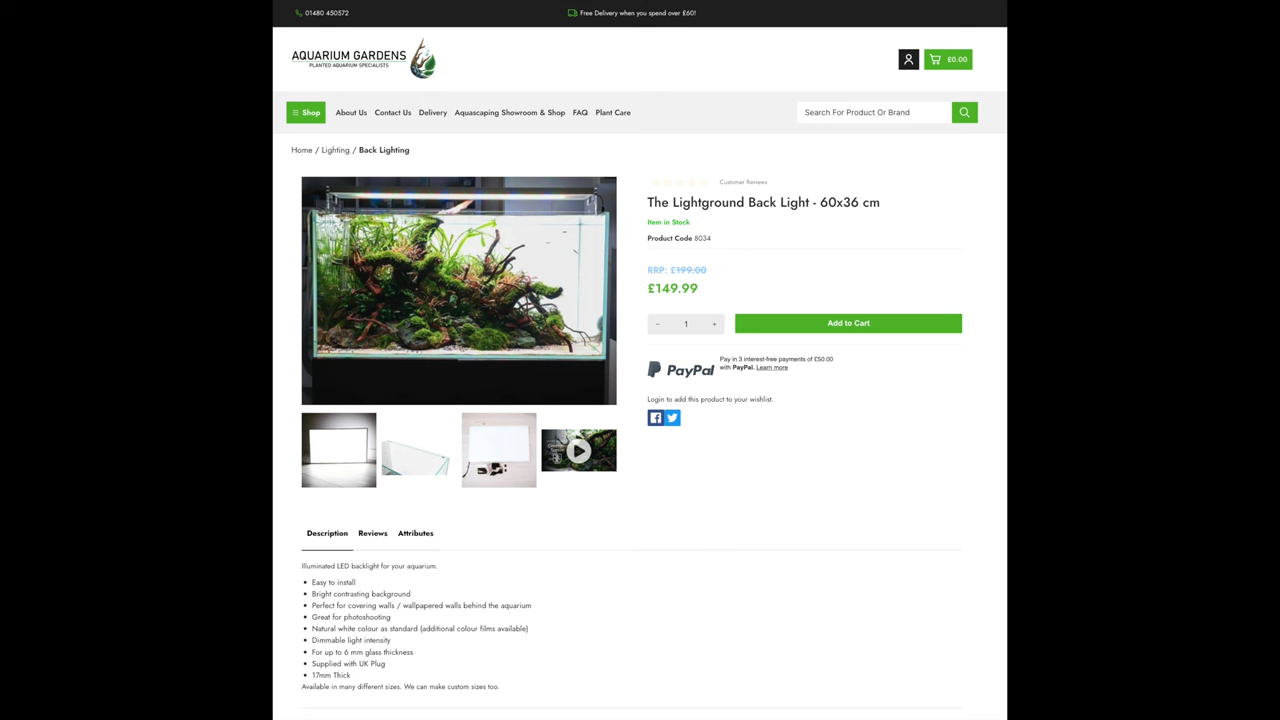 01480 450572
Free Delivery when you spend over £60!
AQUARIUM GARDENS
PLANTED AQUARIUM SPECIALISTS
£0.00
Shop
About Us
Contact Us
Delivery
Aquascaping Showroom & Shop
FAQ
Plant Care
Search For Product Or Brand
Home / Lighting / Back Lighting
Customer Reviews
The Lightground Back Light - 60x36 cm
Item in Stock
Product Code 8034
RRP: £199.00
£149.99
− 1 +
Add to Cart
PayPal
Pay in 3 interest-free payments of £50.00
with PayPal. Learn more
Login to add this product to your wishlist.
Description
Reviews
Attributes
Illuminated LED backlight for your aquarium.
Easy to install
Bright contrasting background
Perfect for covering walls / wallpapered walls behind the aquarium
Great for photoshooting
Natural white colour as standard (additional colour films available)
Dimmable light intensity
For up to 6 mm glass thickness
Supplied with UK Plug
17mm Thick
Available in many different sizes. We can make custom sizes too.